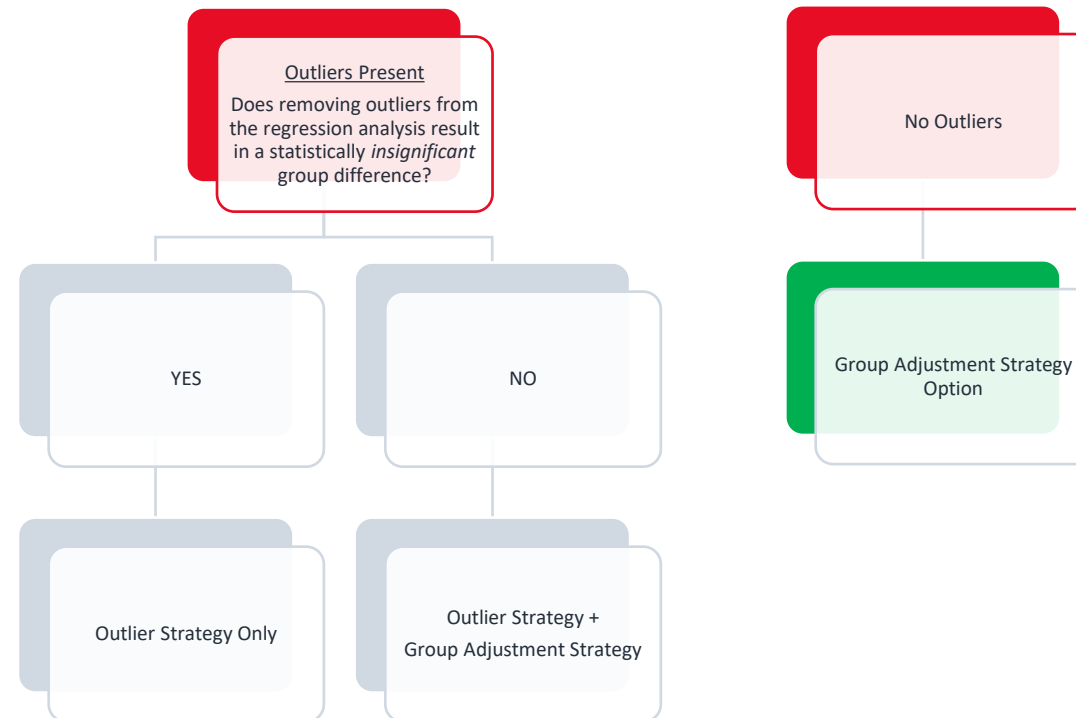 Outliers Present
Does removing outliers from
the regression analysis result
in a statistically insignificant
group difference?
No Outliers
YES
NO
Group Adjustment Strategy
Option
Outlier Strategy Only
Outlier Strategy +
Group Adjustment Strategy